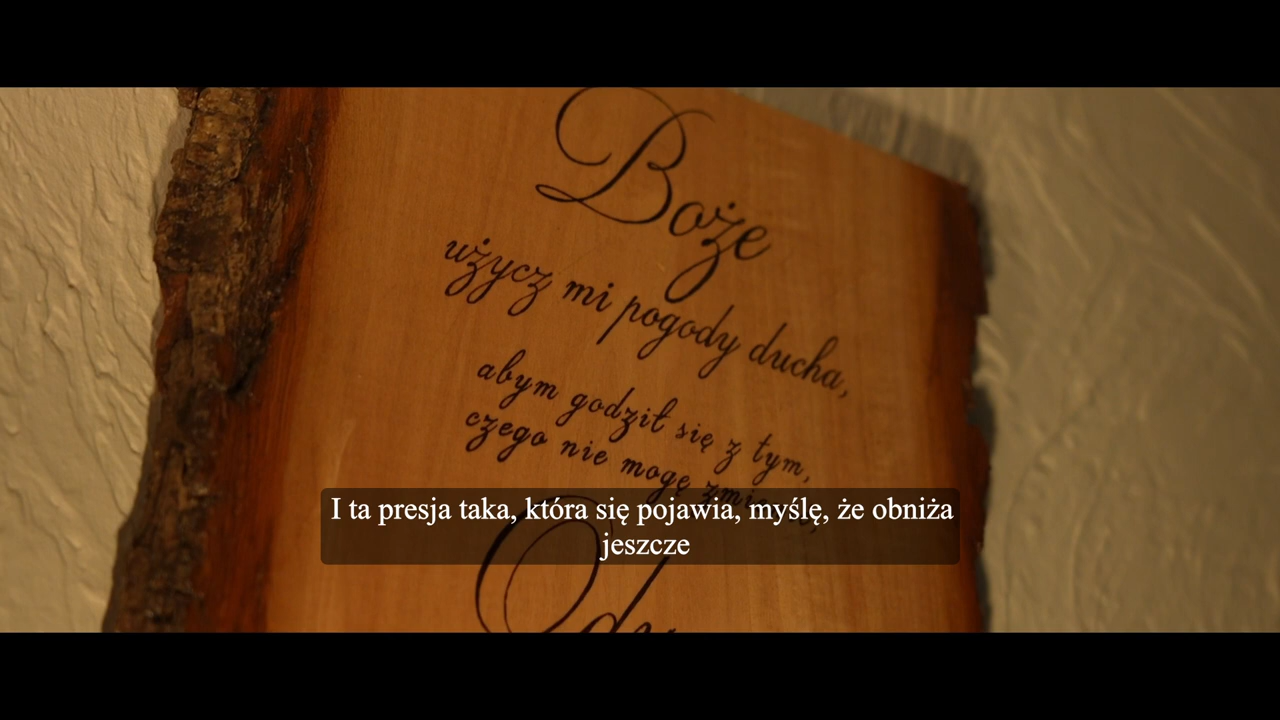 Boże
użycz mi pogody ducha,
abym godził się z tym,
czego nie mogę
I ta presja taka, która się pojawia, myślę, że obniża
jeszcze